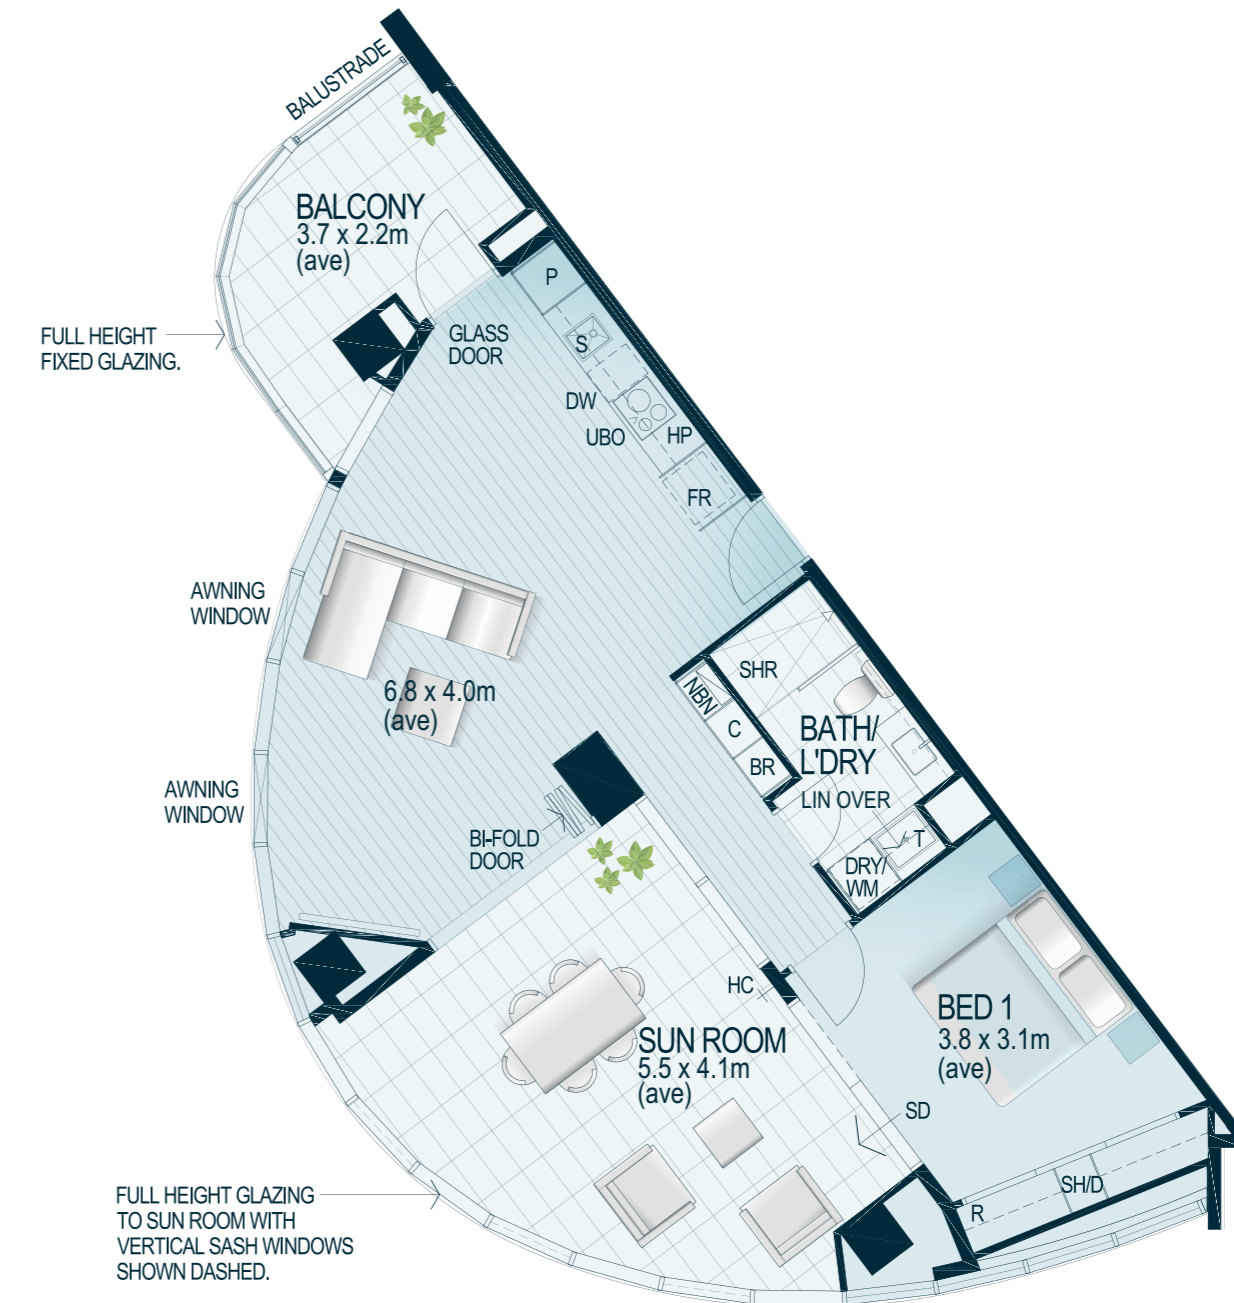 BALUSTRADE
BALCONY
3.7 x 2.2m
(ave)
FULL HEIGHT
FIXED GLAZING.
GLASS
DOOR
P
S
DW
UBO
HP
FR
AWNING
WINDOW
6.8 x 4.0m
(ave)
AWNING
WINDOW
NBN
C
BR
SHR
BATH/
L'DRY
LIN OVER
T
DRY/
WM
BI-FOLD
DOOR
HC
SUN ROOM
5.5 x 4.1m
(ave)
BED 1
3.8 x 3.1m
(ave)
SD
SH/D
R
FULL HEIGHT GLAZING
TO SUN ROOM WITH
VERTICAL SASH WINDOWS
SHOWN DASHED.